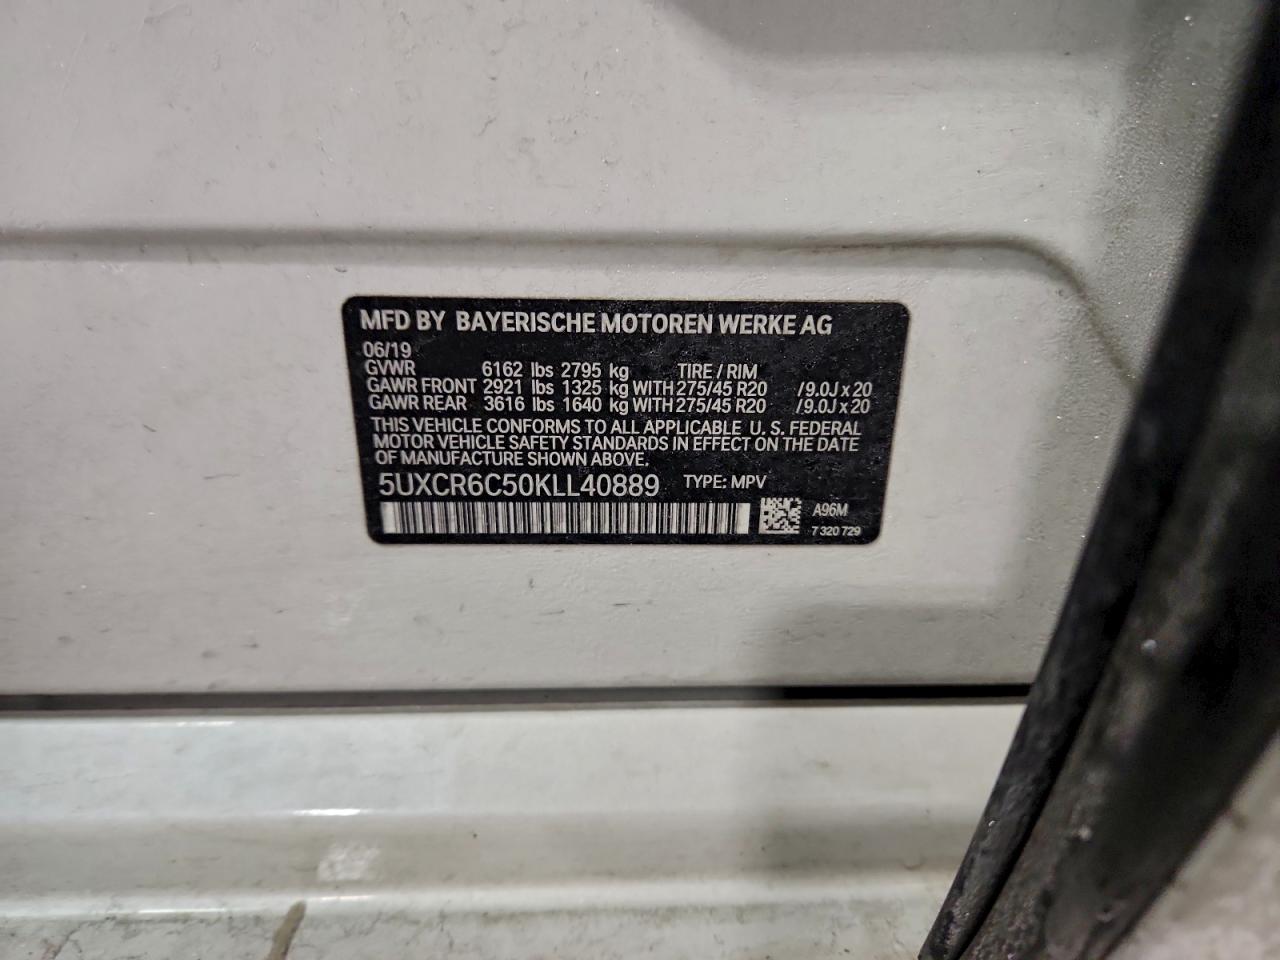 MFD BY BAYERISCHE MOTOREN WERKE AG
06/19
GVWR 6162 lbs 2795 kg TIRE / RIM
GAWR FRONT 2921 lbs 1325 kg WITH 275/45 R20 /9.0J x 20
GAWR REAR 3616 lbs 1640 kg WITH 275/45 R20 /9.0J x 20
THIS VEHICLE CONFORMS TO ALL APPLICABLE U. S. FEDERAL
MOTOR VEHICLE SAFETY STANDARDS IN EFFECT ON THE DATE
OF MANUFACTURE SHOWN ABOVE.
5UXCR6C50KLL40889 TYPE: MPV
A96M
7 320 729